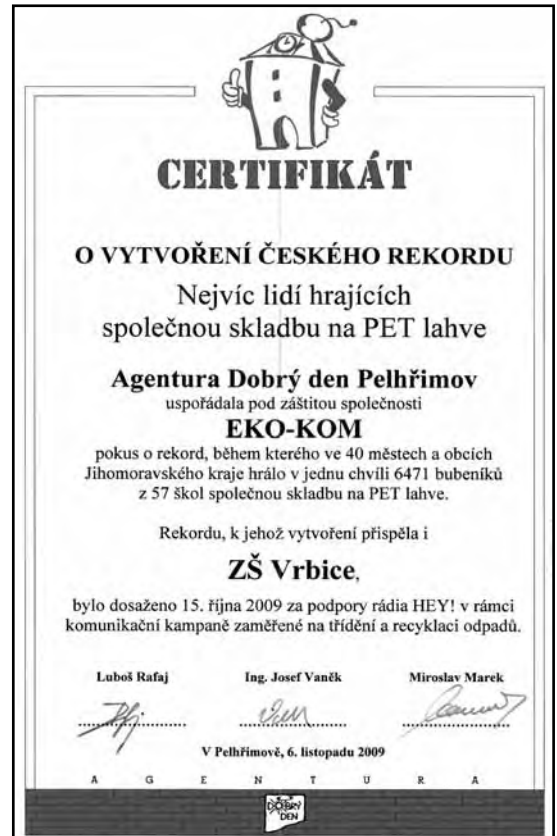 CERTIFIKÁT
O VYTVOŘENÍ ČESKÉHO REKORDU
Nejvíc lidí hrajících
společnou skladbu na PET lahve
Agentura Dobrý den Pelhřimov
uspořádala pod záštitou společnosti
EKO-KOM
pokus o rekord, během kterého ve 40 městech a obcích
Jihomoravského kraje hrálo v jednu chvíli 6471 bubeníků
z 57 škol společnou skladbu na PET lahve.
Rekordu, k jehož vytvoření přispěla i
ZŠ Vrbice,
bylo dosaženo 15. října 2009 za podpory rádia HEY! v rámci
komunikační kampaně zaměřené na třídění a recyklaci odpadů.
Luboš Rafaj Ing. Josef Vaněk Miroslav Marek
V Pelhřimově, 6. listopadu 2009
A G E N T U R A
DOBRÝ
DEN